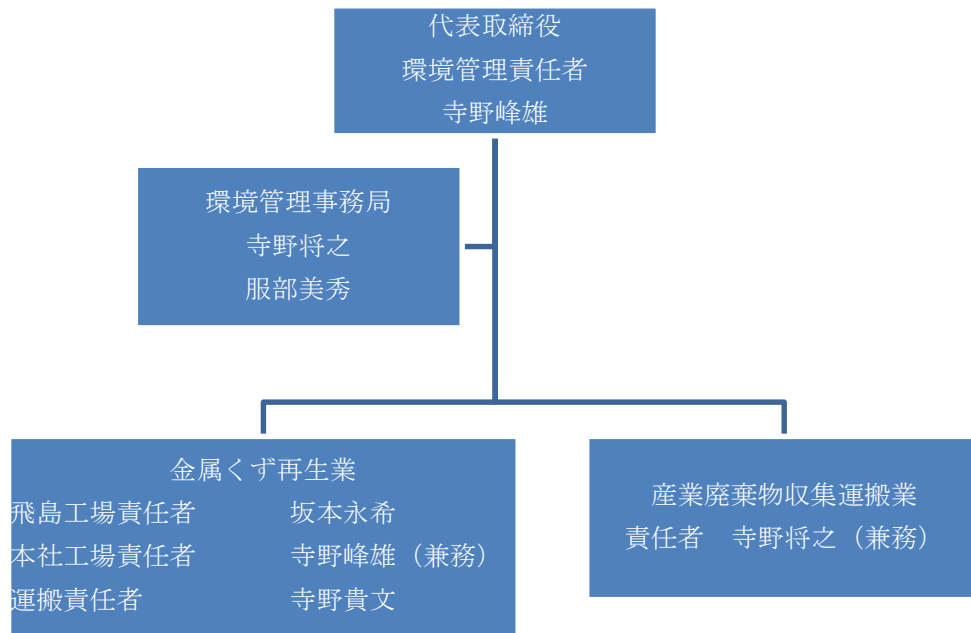 代表取締役
環境管理責任者
寺野峰雄
環境管理事務局
寺野将之
服部美秀
金属くず再生業
飛島工場責任者　坂本永希
本社工場責任者　寺野峰雄（兼務）
運搬責任者　寺野貴文
産業廃棄物収集運搬業
責任者　寺野将之（兼務）